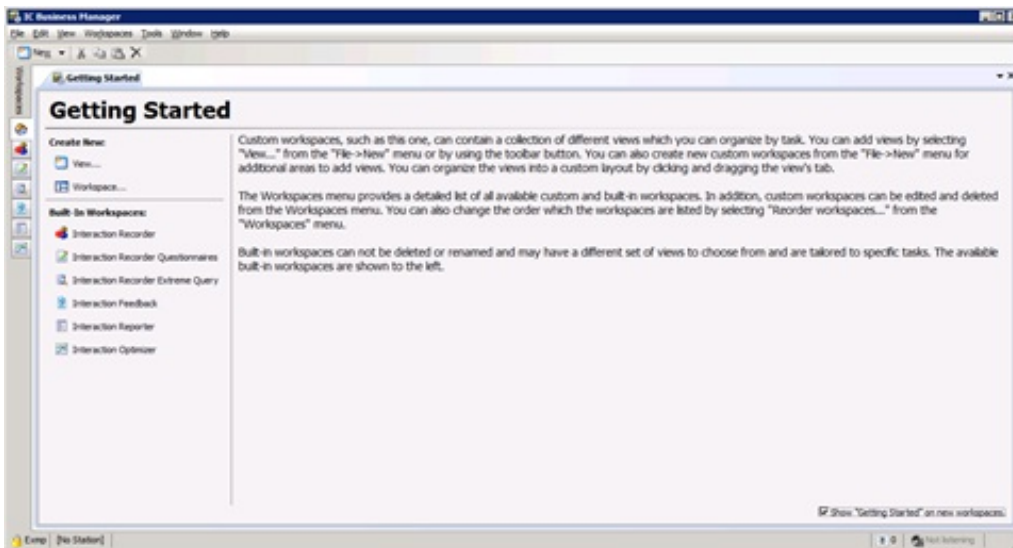 IC Business Manager
File Edit View Workspaces Tools Window Help
New
Workspaces
Getting Started
Getting Started
Create New:
View...
Workspace...
Built-In Workspaces:
Interaction Recorder
Interaction Recorder Questionnaires
Interaction Recorder Extreme Query
Interaction Feedback
Interaction Reporter
Interaction Optimizer
Custom workspaces, such as this one, can contain a collection of different views which you can organize by task. You can add views by selecting
"View..." from the "File->New" menu or by using the toolbar button. You can also create new custom workspaces from the "File->New" menu for
additional areas to add views. You can organize the views into a custom layout by clicking and dragging the view's tab.
The Workspaces menu provides a detailed list of all available custom and built-in workspaces. In addition, custom workspaces can be edited and deleted
from the Workspaces menu. You can also change the order which the workspaces are listed by selecting "Reorder workspaces..." from the
"Workspaces" menu.
Built-in workspaces can not be deleted or renamed and may have a different set of views to choose from and are tailored to specific tasks. The available
built-in workspaces are shown to the left.
Show "Getting Started" on new workspaces.
[No Station]
0
Not listening